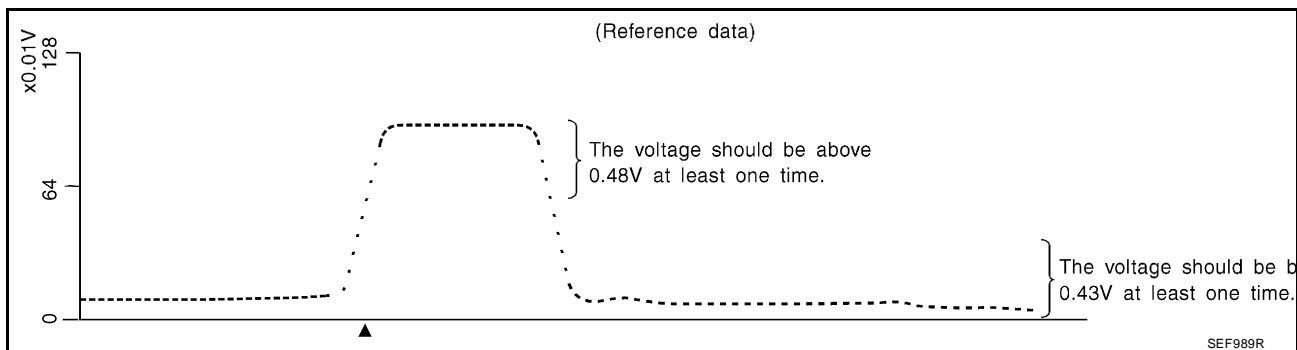 (Reference data)
x0.01V
128
64
0
The voltage should be above
0.48V at least one time.
The voltage should be
0.43V at least one time.
SEF989R